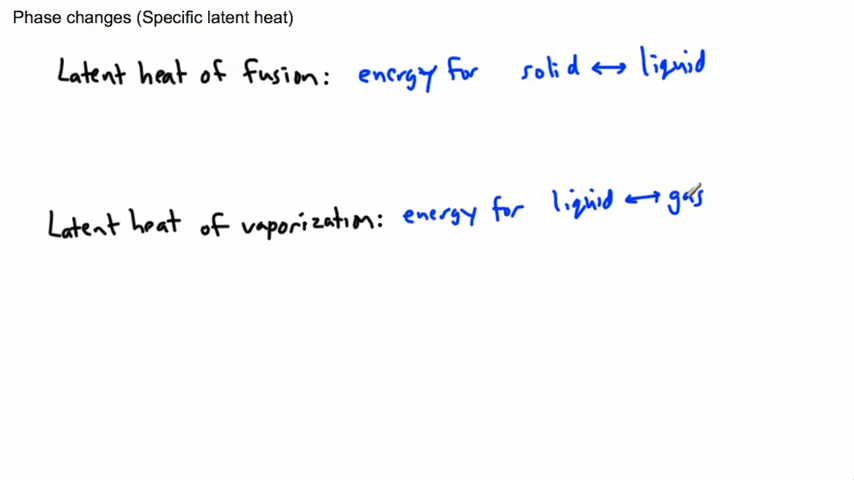 Phase changes (Specific latent heat)
Latent heat of fusion: energy for solid ↔ liquid
Latent heat of vaporization: energy for liquid ↔ gas